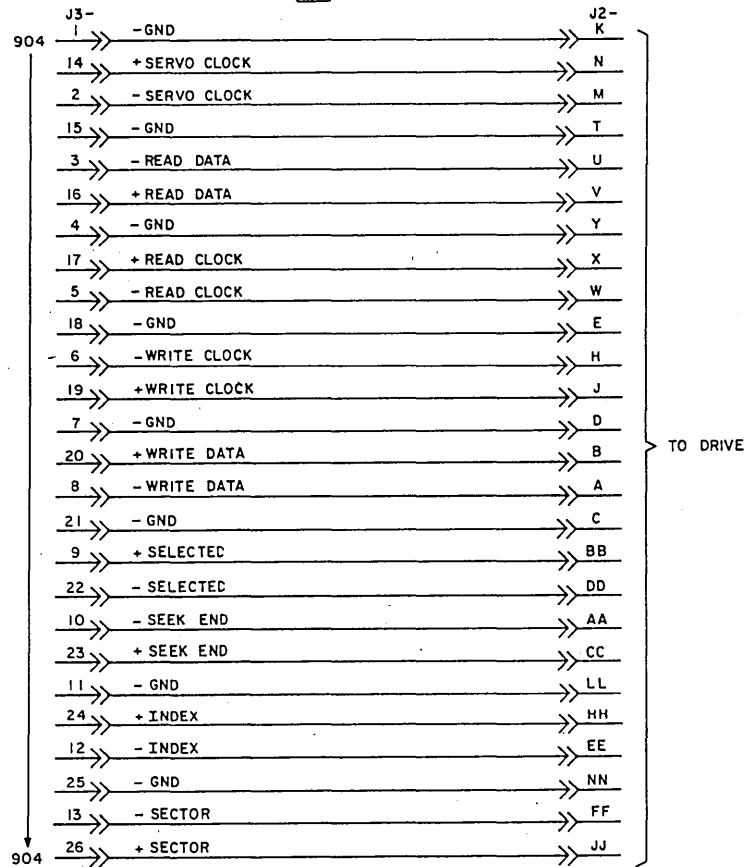 J3- J2-
904 1 -GND K
14 +SERVO CLOCK N
2 -SERVO CLOCK M
15 -GND T
3 -READ DATA U
16 +READ DATA V
4 -GND Y
17 +READ CLOCK X
5 -READ CLOCK W
18 -GND E
6 -WRITE CLOCK H
19 +WRITE CLOCK J
7 -GND D
20 +WRITE DATA B
TO DRIVE
8 -WRITE DATA A
21 -GND C
9 +SELECTED BB
22 -SELECTED DD
10 -SEEK END AA
23 +SEEK END CC
11 -GND LL
24 +INDEX HH
12 -INDEX EE
25 -GND NN
13 -SECTOR FF
904 26 +SECTOR JJ